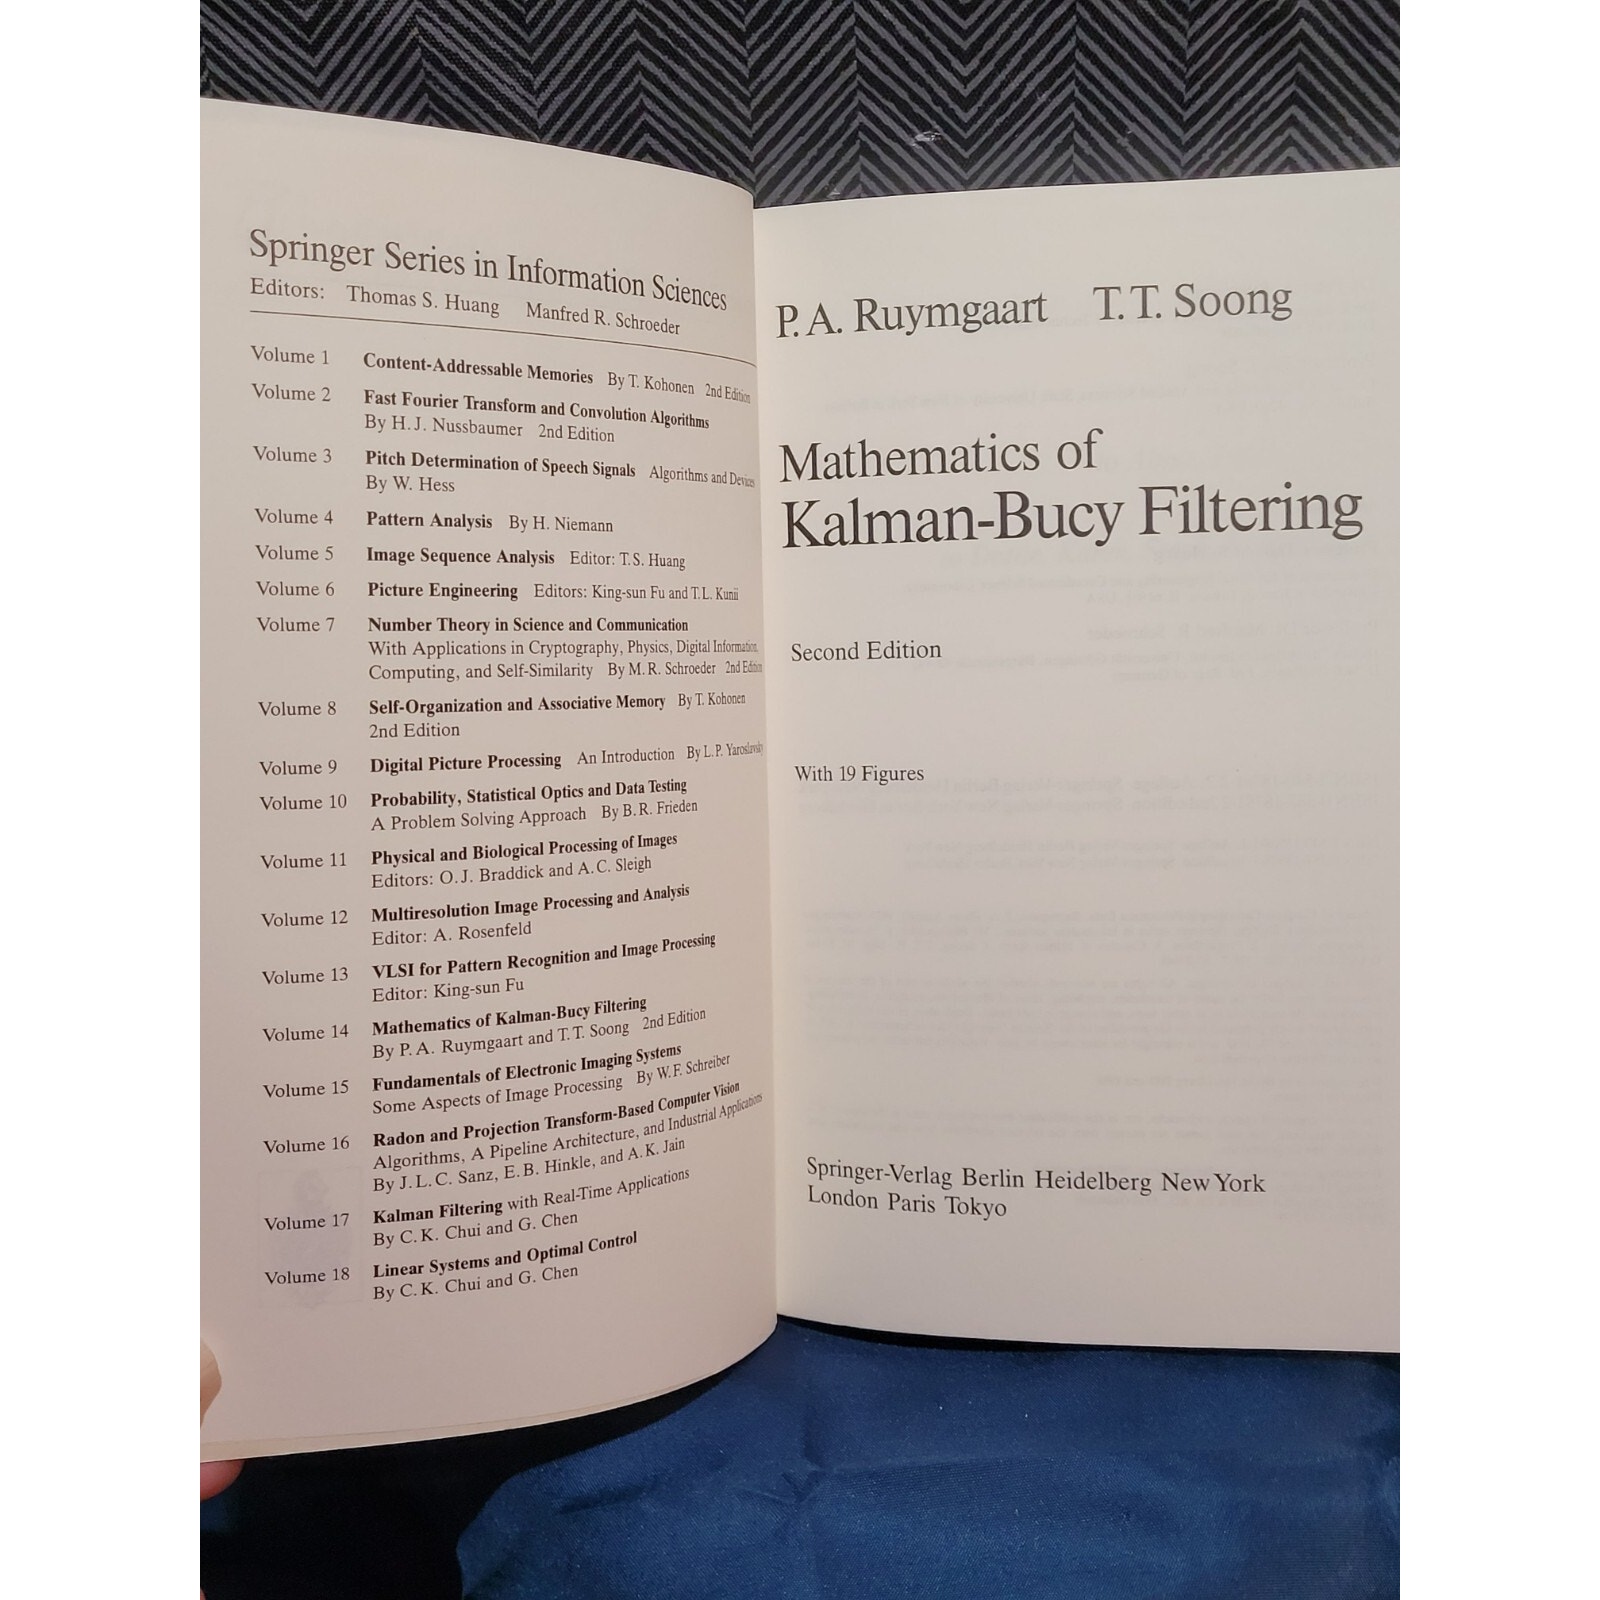 Springer Series in Information Sciences
Editors: Thomas S. Huang Manfred R. Schroeder
Volume 1 Content-Addressable Memories By T. Kohonen 2nd Edition
Volume 2 Fast Fourier Transform and Convolution Algorithms
By H. J. Nussbaumer 2nd Edition
Volume 3 Pitch Determination of Speech Signals Algorithms and Devices
By W. Hess
Volume 4 Pattern Analysis By H. Niemann
Volume 5 Image Sequence Analysis Editor: T. S. Huang
Volume 6 Picture Engineering Editors: King-sun Fu and T. L. Kunii
Volume 7 Number Theory in Science and Communication
With Applications in Cryptography, Physics, Digital Information,
Computing, and Self-Similarity By M. R. Schroeder 2nd Edition
Volume 8 Self-Organization and Associative Memory By T. Kohonen
2nd Edition
Volume 9 Digital Picture Processing An Introduction By L. P. Yaroslavsky
Volume 10 Probability, Statistical Optics and Data Testing
A Problem Solving Approach By B. R. Frieden
Volume 11 Physical and Biological Processing of Images
Editors: O. J. Braddick and A. C. Sleigh
Volume 12 Multiresolution Image Processing and Analysis
Editor: A. Rosenfeld
Volume 13 VLSI for Pattern Recognition and Image Processing
Editor: King-sun Fu
Volume 14 Mathematics of Kalman-Bucy Filtering
By P. A. Ruymgaart and T. T. Soong 2nd Edition
Volume 15 Fundamentals of Electronic Imaging Systems
Some Aspects of Image Processing By W. F. Schreiber
Volume 16 Radon and Projection Transform-Based Computer Vision
Algorithms, A Pipeline Architecture, and Industrial Applications
By J. L. C. Sanz, E. B. Hinkle, and A. K. Jain
Volume 17 Kalman Filtering with Real-Time Applications
By C. K. Chui and G. Chen
Volume 18 Linear Systems and Optimal Control
By C. K. Chui and G. Chen
P. A. Ruymgaart T. T. Soong
Mathematics of
Kalman-Bucy Filtering
Second Edition
With 19 Figures
Springer-Verlag Berlin Heidelberg New York
London Paris Tokyo